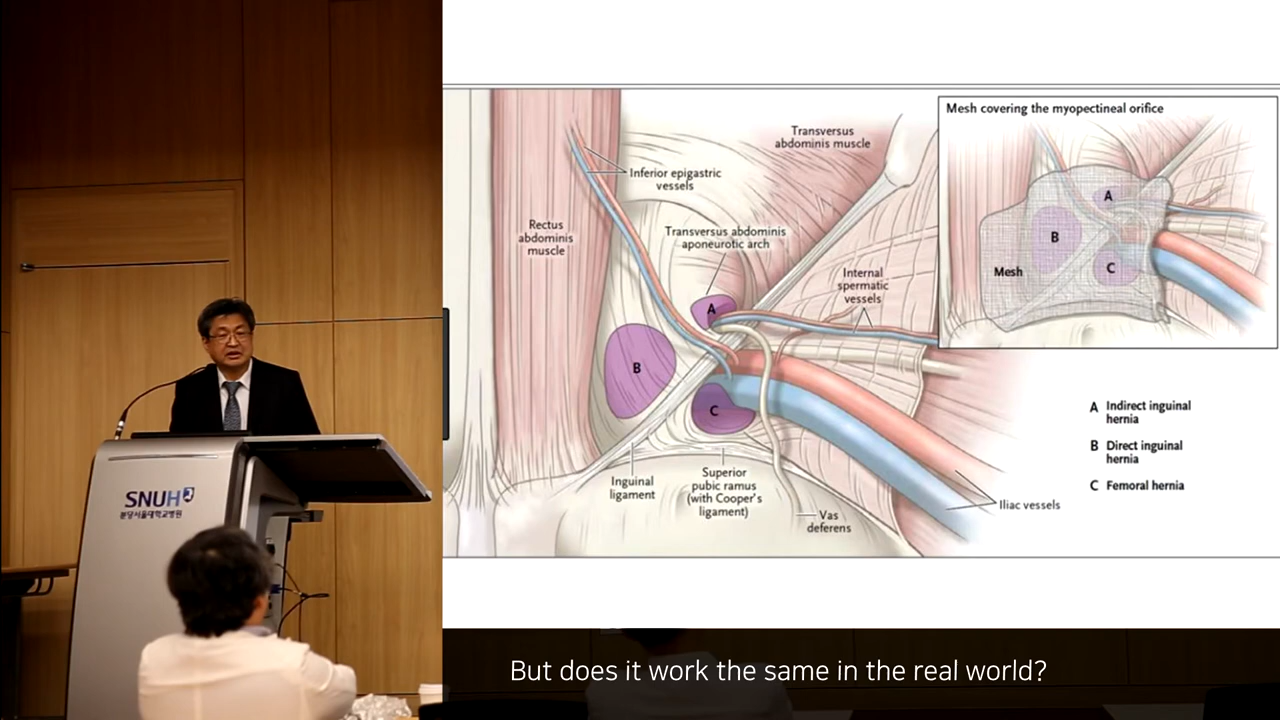 SNUH
분당서울대학교병원
Inferior epigastric
vessels
Transversus
abdominis muscle
Rectus
abdominis
muscle
Transversus abdominis
aponeurotic arch
Internal
spermatic
vessels
A
B
C
Inguinal
ligament
Superior
pubic ramus
(with Cooper's
ligament)
Vas
deferens
Iliac vessels
Mesh covering the myopectineal orifice
A
B
C
Mesh
A Indirect inguinal
hernia
B Direct inguinal
hernia
C Femoral hernia
But does it work the same in the real world?